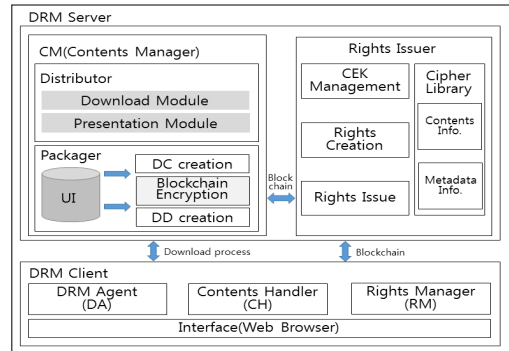 DRM Server
CM(Contents Manager)
Distributor
Download Module
Presentation Module
Packager
UI
DC creation
Blockchain
Encryption
DD creation
Block
chain
Rights Issuer
CEK
Management
Rights
Creation
Rights Issue
Cipher
Library
Contents
Info.
Metadata
Info.
Download process
Blockchain
DRM Client
DRM Agent
(DA)
Contents Handler
(CH)
Rights Manager
(RM)
Interface(Web Browser)